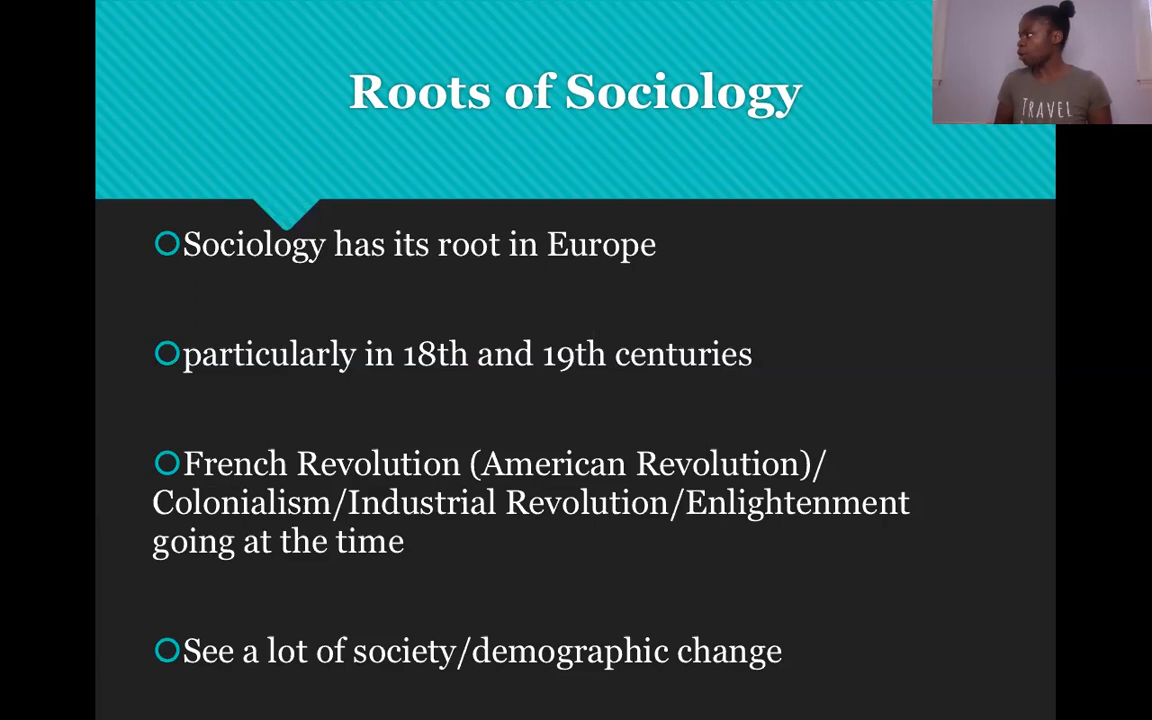 Roots of Sociology
TRAVEL
Sociology has its root in Europe
particularly in 18th and 19th centuries
French Revolution (American Revolution)/
Colonialism/Industrial Revolution/Enlightenment
going at the time
See a lot of society/demographic change